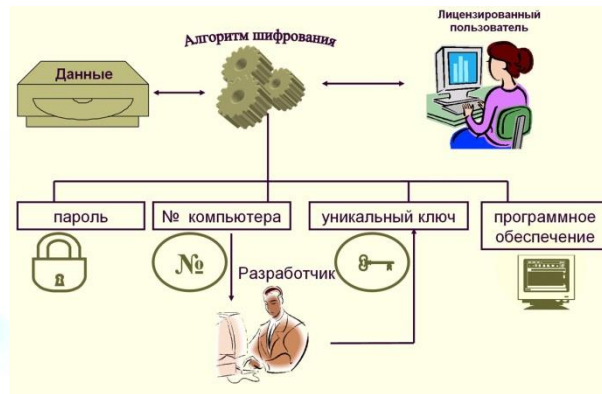 Лицензированный
пользователь
Алгоритм шифрования
Данные
пароль
№ компьютера
уникальный ключ
программное
обеспечение
№
Разработчик